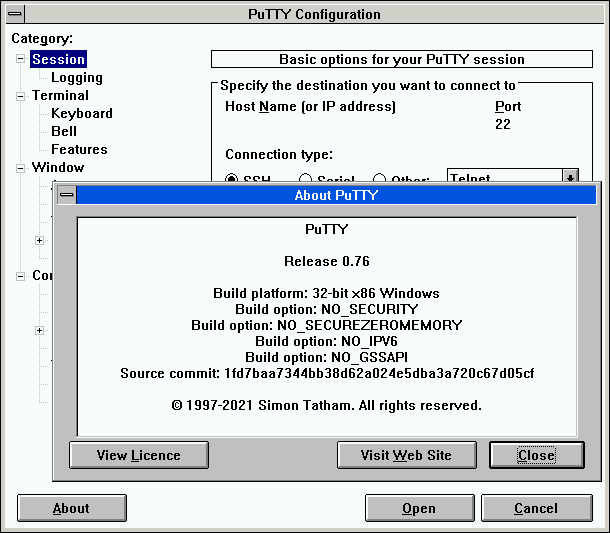 PuTTY Configuration
Category:
Session
Logging
Terminal
Keyboard
Bell
Features
Window
Basic options for your PuTTY session
Specify the destination you want to connect to
Host Name (or IP address)
Port
22
Connection type:
SSH
Serial
Other:
Telnet
About PuTTY
PuTTY
Release 0.76
Build platform: 32-bit x86 Windows
Build option: NO_SECURITY
Build option: NO_SECUREZEROMEMORY
Build option: NO_IPV6
Build option: NO_GSSAPI
Source commit: 1fd7baa7344bb38d62a024e5dba3a720c67d05cf
© 1997-2021 Simon Tatham. All rights reserved.
View Licence
Visit Web Site
Close
About
Open
Cancel